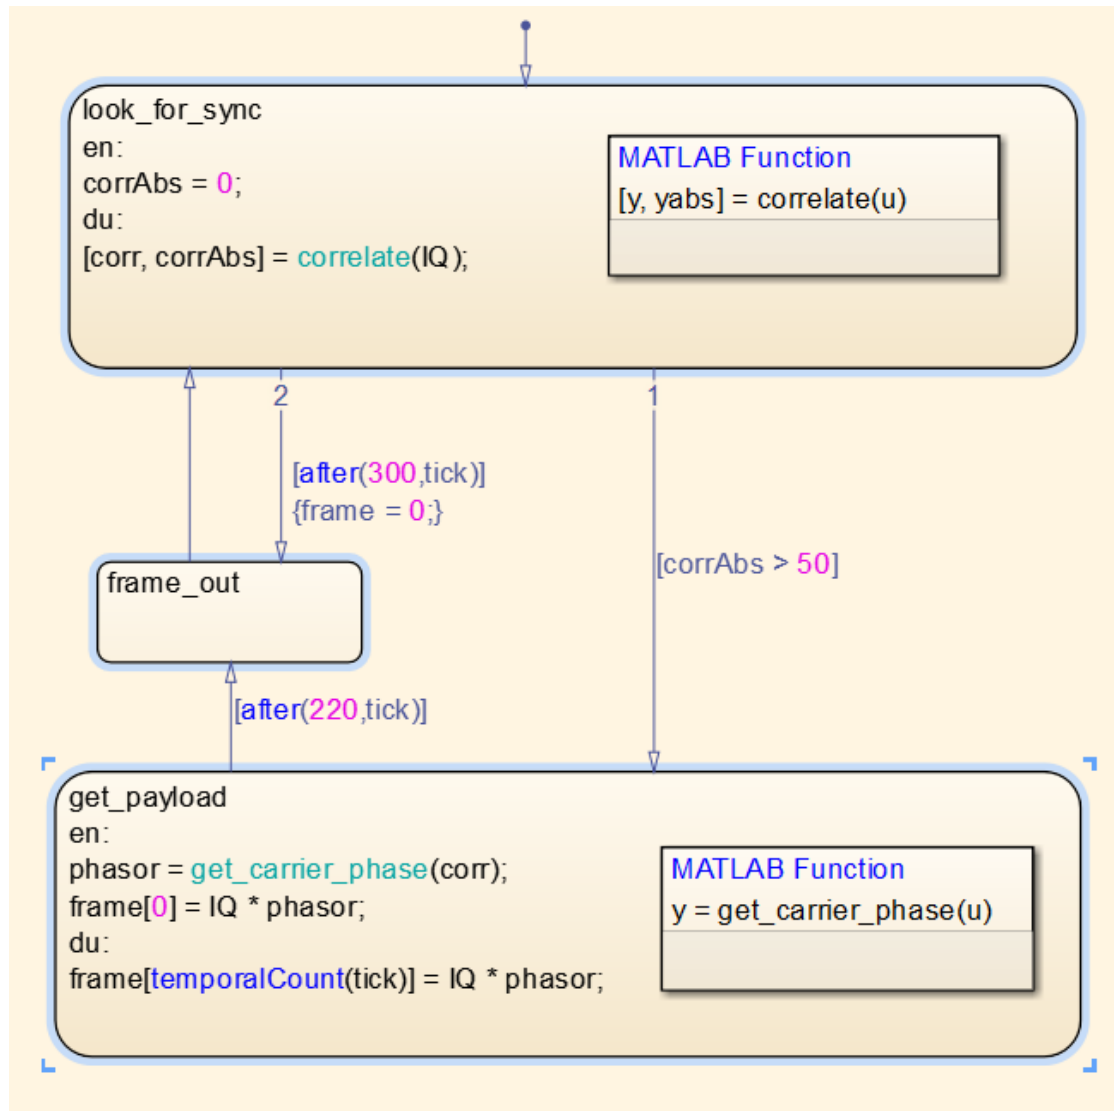 look_for_sync
en:
corrAbs = 0;
du:
[corr, corrAbs] = correlate(IQ);
MATLAB Function
[y, yabs] = correlate(u)
2
1
[after(300,tick)]
{frame = 0;}
[corrAbs > 50]
frame_out
[after(220,tick)]
get_payload
en:
phasor = get_carrier_phase(corr);
frame[0] = IQ * phasor;
du:
frame[temporalCount(tick)] = IQ * phasor;
MATLAB Function
y = get_carrier_phase(u)